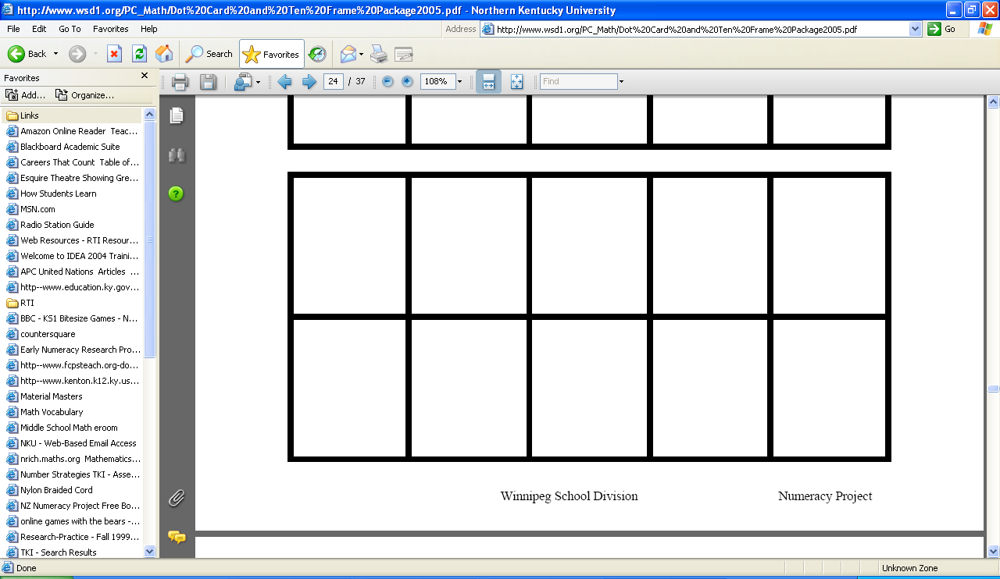 http://www.wsd1.org/PC_Math/Dot%20Card%20and%20Ten%20Frame%20Package2005.pdf - Northern Kentucky University
File Edit Go To Favorites Help
Address http://www.wsd1.org/PC_Math/Dot%20Card%20and%20Ten%20Frame%20Package2005.pdf Go
Back Search Favorites
Favorites
Add... Organize...
24 / 37 108% Find
Links
Amazon Online Reader Teac...
Blackboard Academic Suite
Careers That Count Table of...
Esquire Theatre Showing Gre...
How Students Learn
MSN.com
Radio Station Guide
Web Resources - RTI Resour...
Welcome to IDEA 2004 Traini...
APC United Nations Articles ...
http--www.education.ky.gov...
RTI
BBC - KS1 Bitesize Games - N...
countersquare
Early Numeracy Research Pro...
http--www.fcpsteach.org-do...
http--www.kenton.k12.ky.us...
Material Masters
Math Vocabulary
Middle School Math eroom
NKU - Web-Based Email Access
nrich.maths.org Mathematics...
Number Strategies TKI - Asse...
Nylon Braided Cord
NZ Numeracy Project Free Bo...
online games with the bears -...
Research-Practice - Fall 1999...
TKI - Search Results
Winnipeg School Division Numeracy Project
Done Unknown Zone